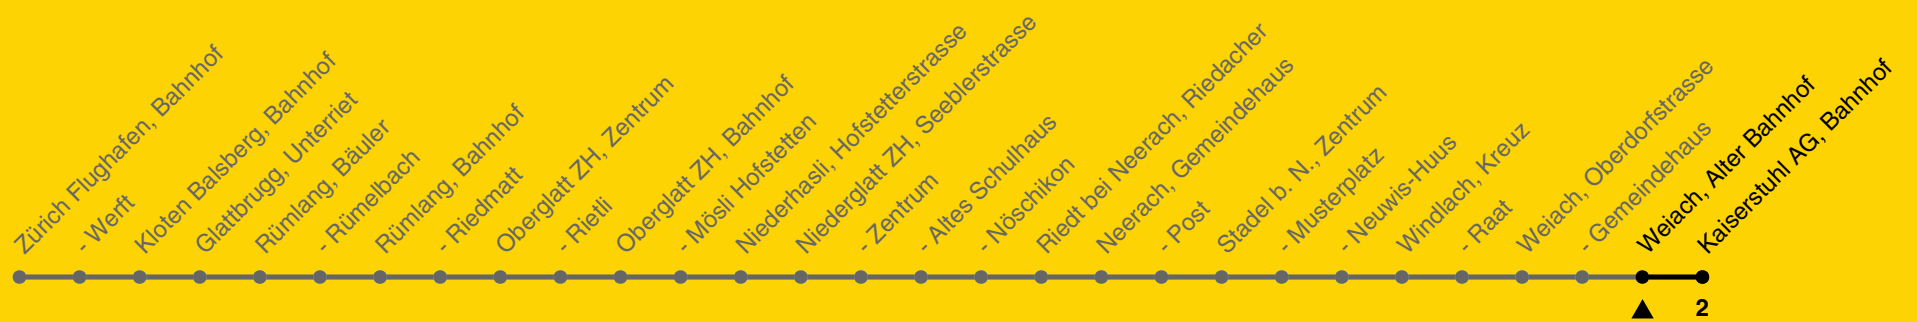 Zürich Flughafen, Bahnhof
- Werft
Kloten Balsberg, Bahnhof
Glattbrugg, Unterriet
Rümlang, Bäuler
- Rümelbach
Rümlang, Bahnhof
- Riedmatt
Oberglatt ZH, Zentrum
- Rietli
Oberglatt ZH, Bahnhof
- Mösli Hofstetten
Niederhasli, Hofstetterstrasse
Niederglatt ZH, Seeblerstrasse
- Zentrum
- Altes Schulhaus
- Nöschikon
Riedt bei Neerach, Riedacher
Neerach, Gemeindehaus
- Post
Stadel b. N., Zentrum
- Musterplatz
- Neuwis-Huus
Windlach, Kreuz
- Raat
Weiach, Oberdorfstrasse
- Gemeindehaus
Weiach, Alter Bahnhof
Kaiserstuhl AG, Bahnhof
2